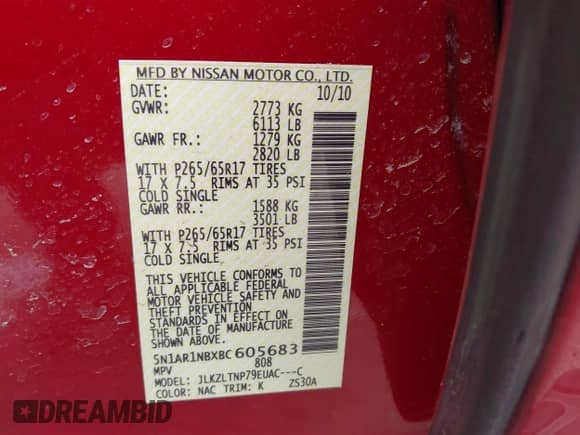 MFD BY NISSAN MOTOR CO., LTD.
DATE: 10/10
GVWR: 2773 KG
6113 LB
GAWR FR.: 1279 KG
2820 LB
WITH P265/65R17 TIRES
17 X 7.5 RIMS AT 35 PSI
COLD SINGLE
GAWR RR.: 1588 KG
3501 LB
WITH P265/65R17 TIRES
17 X 7.5 RIMS AT 35 PSI
COLD SINGLE
THIS VEHICLE CONFORMS TO
ALL APPLICABLE FEDERAL
MOTOR VEHICLE SAFETY AND
THEFT PREVENTION
STANDARDS IN EFFECT ON
THE DATE OF MANUFACTURE
SHOWN ABOVE.
5N1AR1NBXBC605683
MPV 808
MODEL: JLKZLTNP79EUAC---C
COLOR: NAC TRIM: K ZS30A
DREAMBID